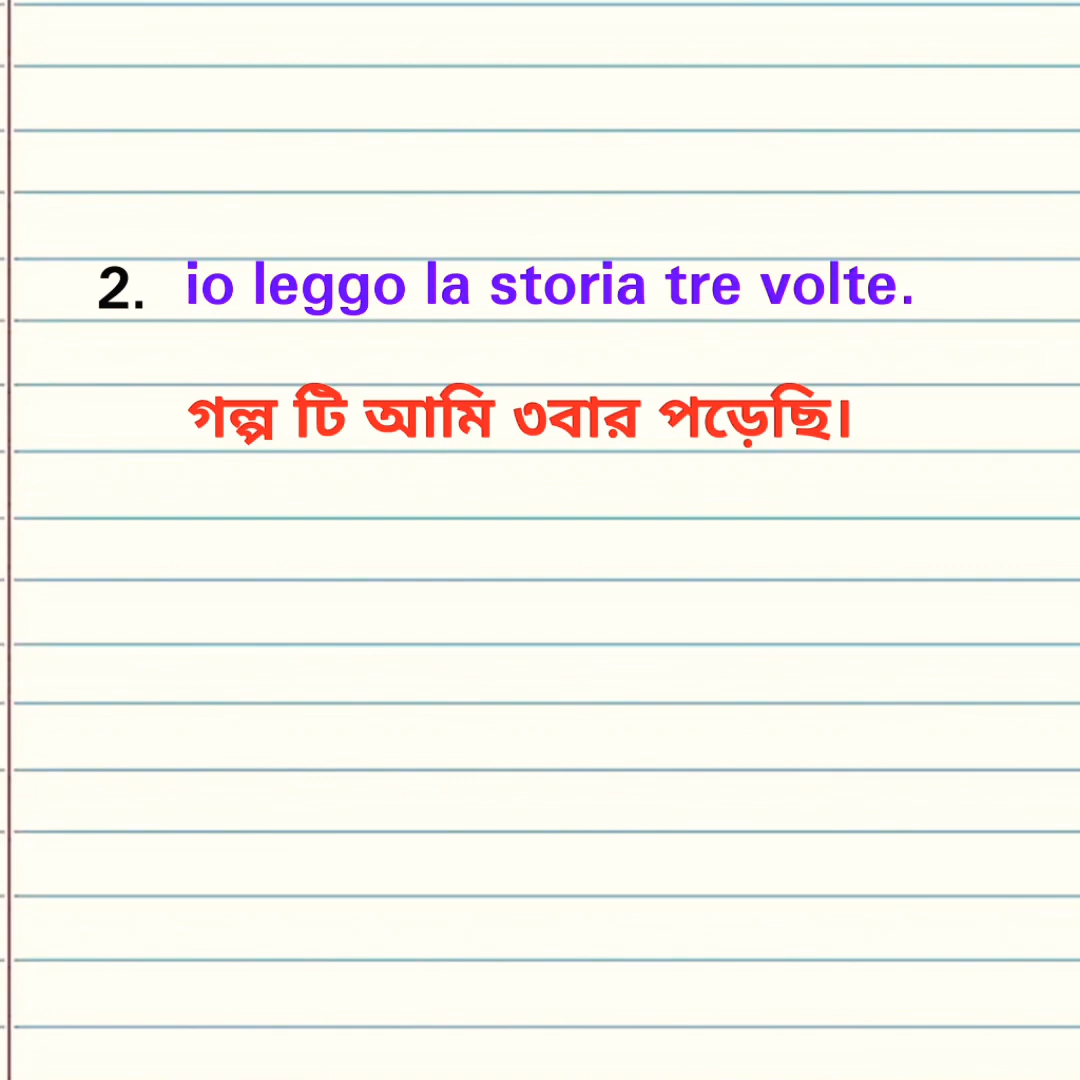 2. io leggo la storia tre volte.
গল্প টি আমি ৩বার পড়েছি।